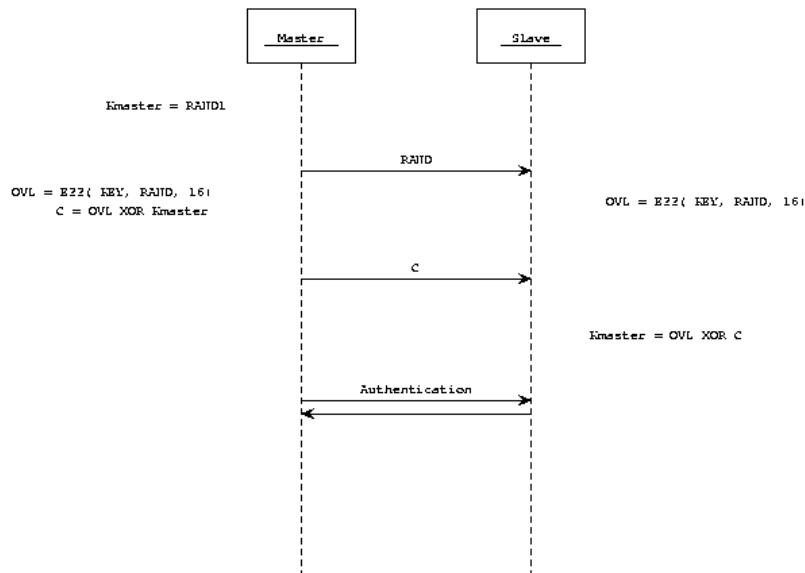 Master
Slave
Kmaster = RAND1
RAND
OVL = E22( KEY, RAND, 16)
C = OVL XOR Kmaster
OVL = E22( KEY, RAND, 16)
C
Kmaster = OVL XOR C
Authentication